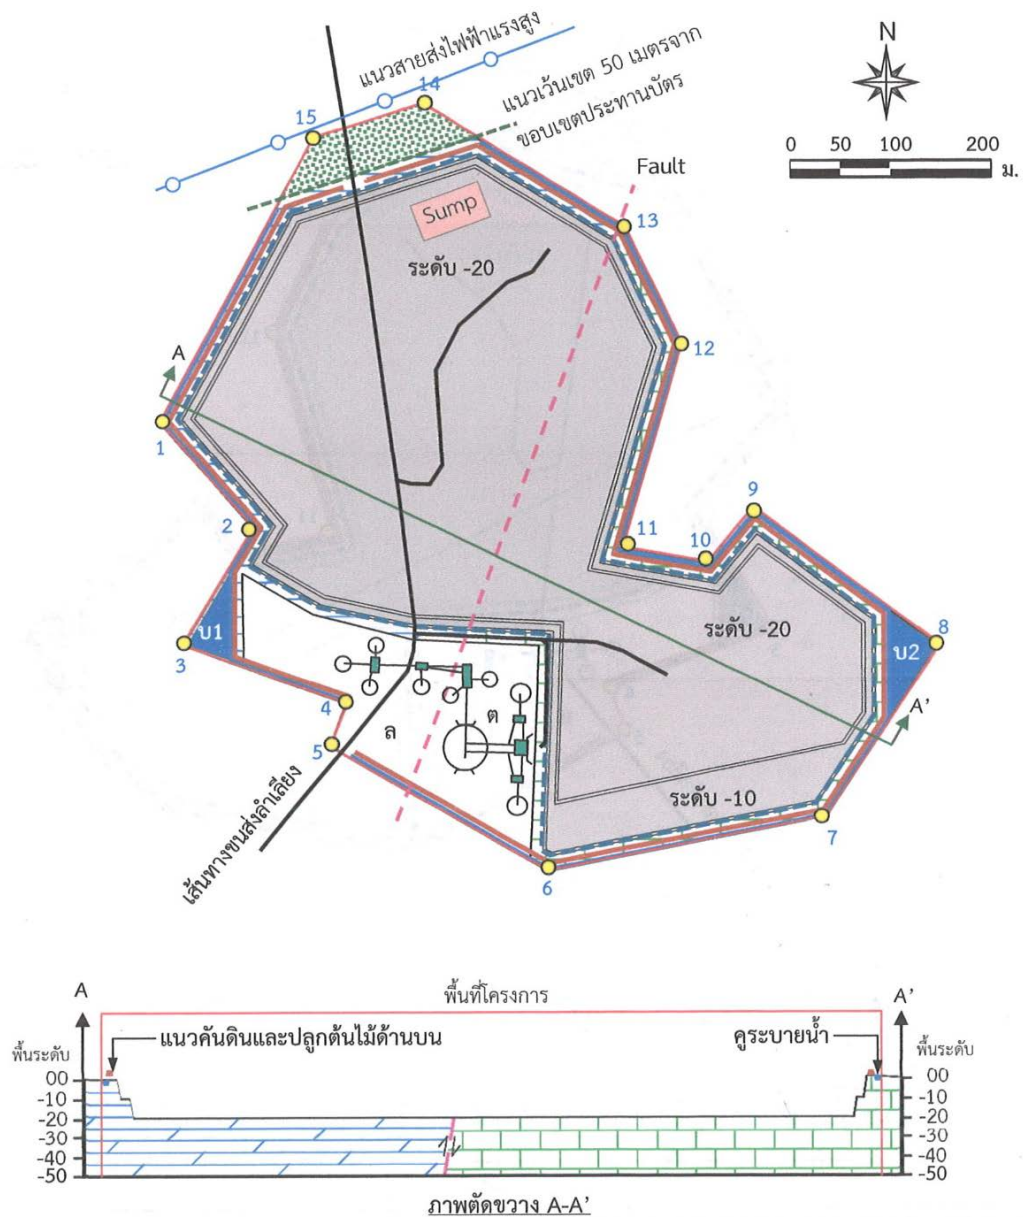 แนวสายส่งไฟฟ้าแรงสูง
แนวเว้นเขต 50 เมตรจาก
ขอบเขตประทานบัตร
N
0 50 100 200 ม.
14
15
Fault
Sump
13
ระดับ -20
12
A
1
9
2
11
10
ระดับ -20
8
บ1
บ2
3
A'
4
ล
ต
5
ระดับ -10
7
เส้นทางขนส่งลำเลียง
6
A
พื้นที่โครงการ
A'
พื้นระดับ
แนวคันดินและปลูกต้นไม้ด้านบน
คูระบายน้ำ
พื้นระดับ
00
-10
-20
-30
-40
-50
00
-10
-20
-30
-40
-50
ภาพตัดขวาง A-A'